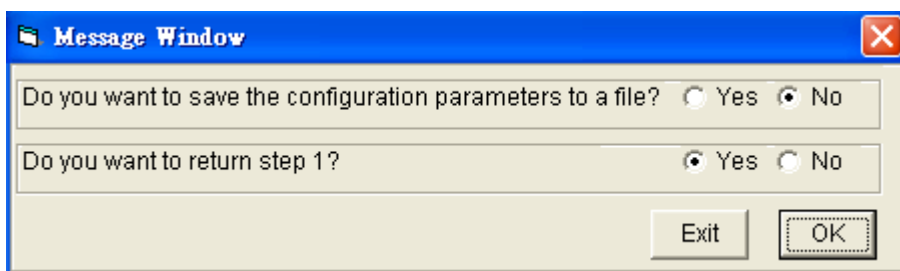 Message Window
Do you want to save the configuration parameters to a file? Yes No
Do you want to return step 1? Yes No
Exit OK